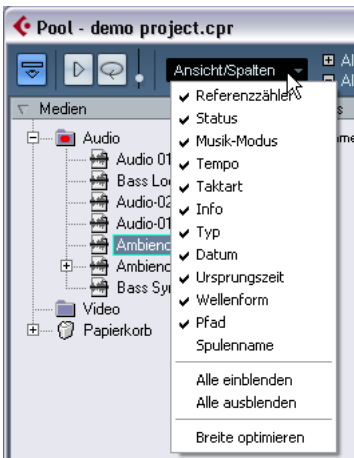 Pool - demo project.cpr
Ansicht/Spalten
Al
Al
Medien
s
Referenzzähler
Status
Musik-Modus
Tempo
Taktart
Info
Typ
Datum
Ursprungszeit
Wellenform
Pfad
Spulenname
Alle einblenden
Alle ausblenden
Breite optimieren
Audio
Audio 01
Bass Lo
Audio-02
Audio-01
Ambienc
Ambienc
Bass Sy
Video
Papierkorb